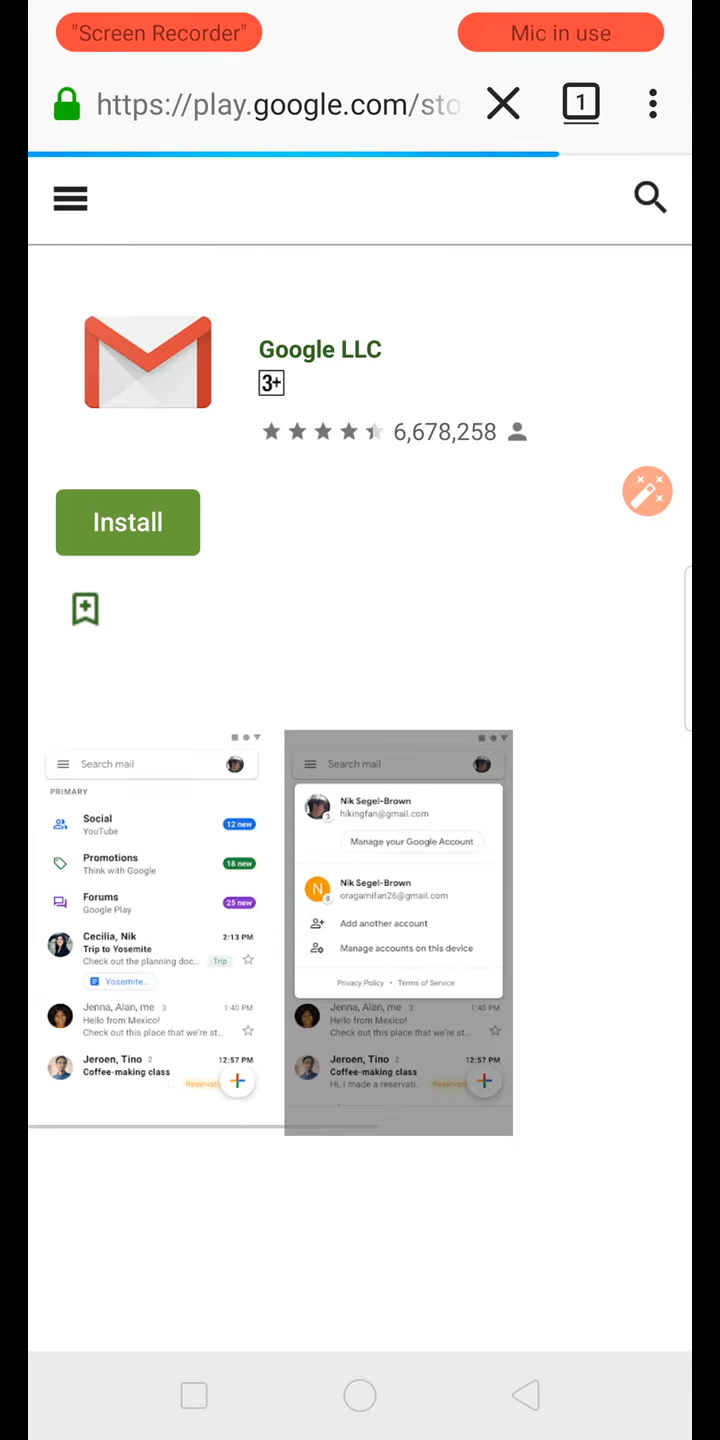 "Screen Recorder"
Mic in use
https://play.google.com/sto
1
Google LLC
3+
6,678,258
Install
Search mail
PRIMARY
Social
YouTube
12 new
Promotions
Think with Google
18 new
Forums
Google Play
25 new
Cecilia, Nik
2:13 PM
Trip to Yosemite
Check out the planning doc...
Trip
Yosemite...
Jenna, Alan, me 3
1:40 PM
Hello from Mexico!
Check out this place that we're st...
Jeroen, Tino 2
12:57 PM
Coffee-making class
Search mail
Nik Segel-Brown
hikingfan@gmail.com
3
Manage your Google Account
N
Nik Segel-Brown
oragamifan26@gmail.com
8
Add another account
Manage accounts on this device
Privacy Policy • Terms of Service
Jenna, Alan, me 3
1:40 PM
Hello from Mexico!
Check out this place that we're st...
Jeroen, Tino 2
12:57 PM
Coffee-making class
Hi, I made a reservati...